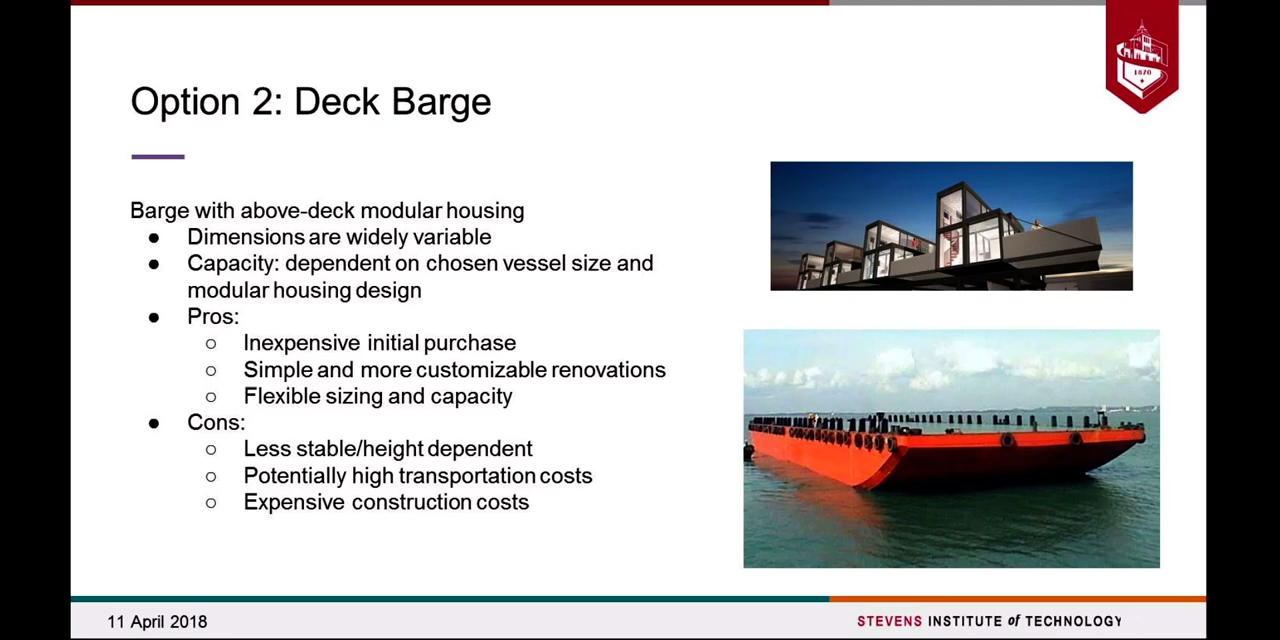 Option 2: Deck Barge
Barge with above-deck modular housing
● Dimensions are widely variable
● Capacity: dependent on chosen vessel size and
modular housing design
● Pros:
○ Inexpensive initial purchase
○ Simple and more customizable renovations
○ Flexible sizing and capacity
● Cons:
○ Less stable/height dependent
○ Potentially high transportation costs
○ Expensive construction costs
1870
11 April 2018
STEVENS INSTITUTE of TECHNOLOGY